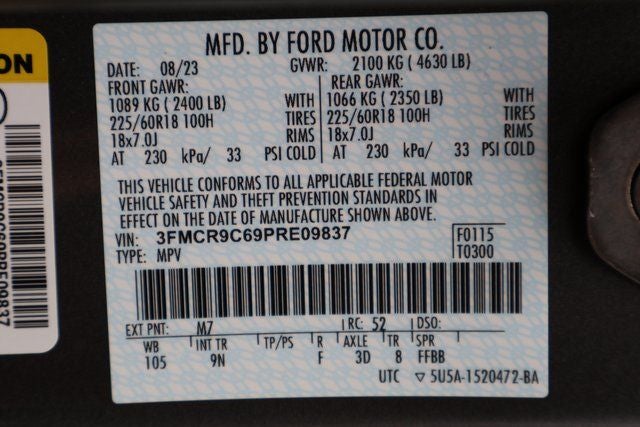 MFD. BY FORD MOTOR CO.
DATE: 08/23 GVWR: 2100 KG ( 4630 LB)
FRONT GAWR: REAR GAWR:
1089 KG ( 2400 LB) WITH 1066 KG ( 2350 LB) WITH
225/60R18 100H TIRES 225/60R18 100H TIRES
18x7.0J RIMS 18x7.0J RIMS
AT 230 kPa/ 33 PSI COLD AT 230 kPa/ 33 PSI COLD
THIS VEHICLE CONFORMS TO ALL APPLICABLE FEDERAL MOTOR
VEHICLE SAFETY AND THEFT PREVENTION STANDARDS IN
EFFECT ON THE DATE OF MANUFACTURE SHOWN ABOVE.
VIN: 3FMCR9C69PRE09837 F0115
TYPE: MPV T0300
EXT PNT: M7 RC: 52 DSO:
WB INT TR TP/PS R AXLE TR SPR
105 9N F 3D 8 FFBB
UTC ▽ 5U5A-1520472-BA
ON